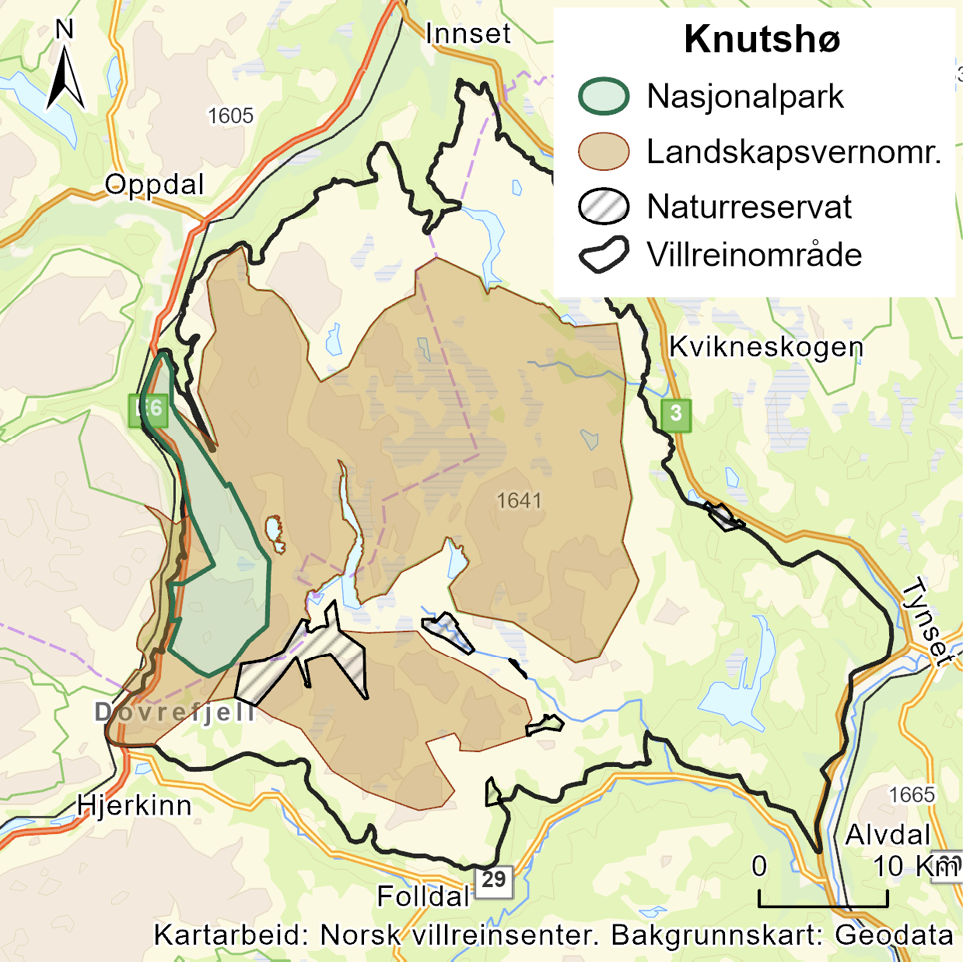 N
Innset
1605
Oppdal
Knutshø
Nasjonalpark
Landskapsvernomr.
Naturreservat
Villreinområde
Kvikneskogen
E6
3
1641
Tynset
Dovrefjell
Hjerkinn
1665
Alvdal
0 10 Km
29
Folldal
Kartarbeid: Norsk villreinsenter. Bakgrunnskart: Geodata